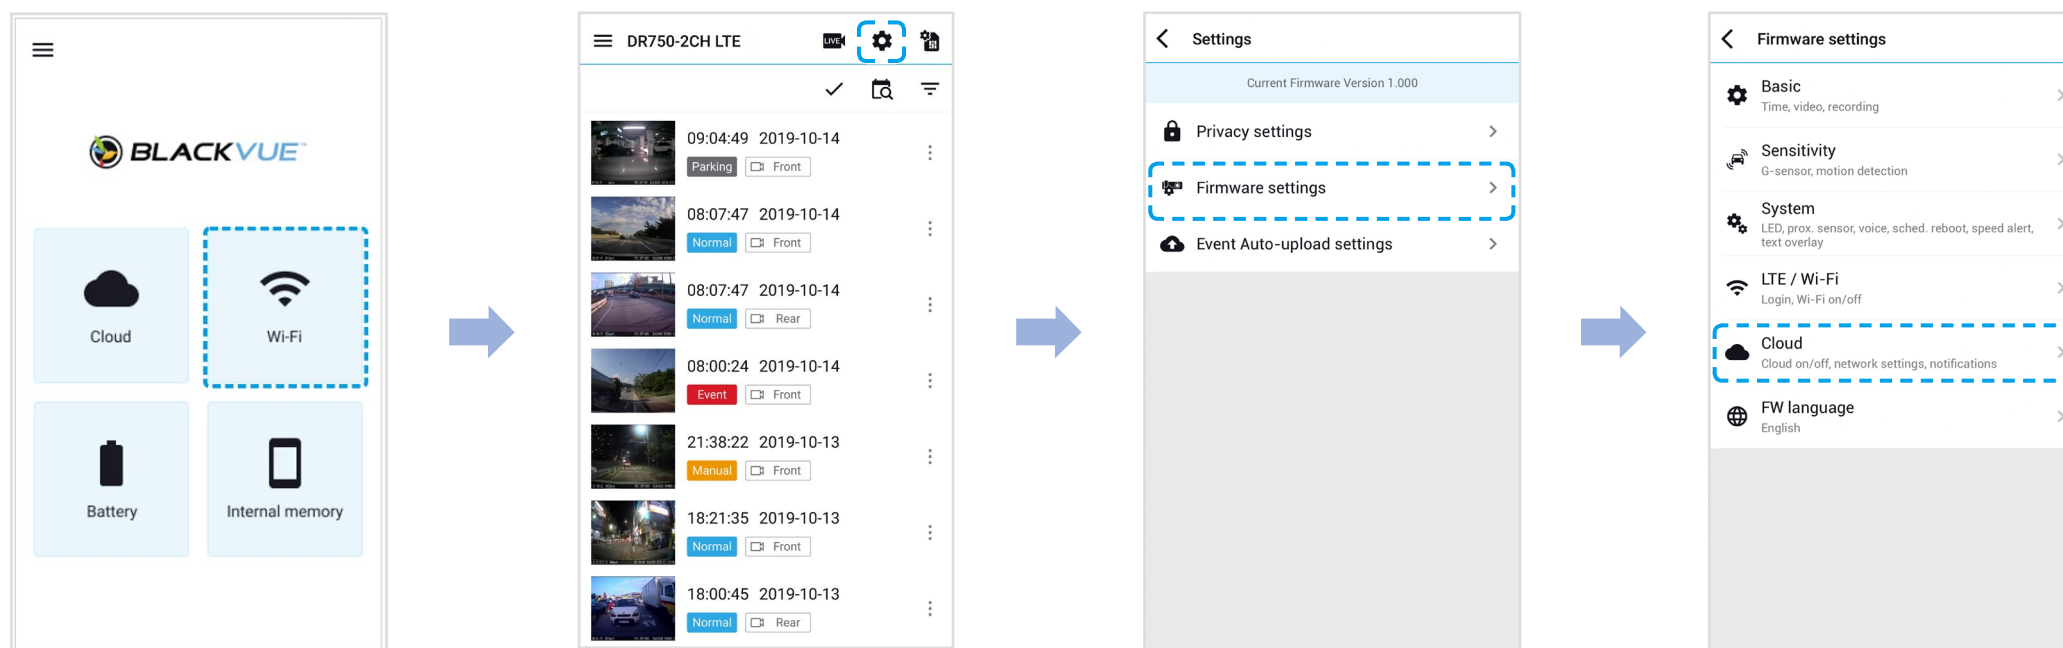 BLACKVUE
Cloud
Wi-Fi
Battery
Internal memory
DR750-2CH LTE
LIVE
09:04:49 2019-10-14
Parking Front
08:07:47 2019-10-14
Normal Front
08:07:47 2019-10-14
Normal Rear
08:00:24 2019-10-14
Event Front
21:38:22 2019-10-13
Manual Front
18:21:35 2019-10-13
Normal Front
18:00:45 2019-10-13
Normal Rear
Settings
Current Firmware Version 1.000
Privacy settings
Firmware settings
Event Auto-upload settings
Firmware settings
Basic
Time, video, recording
Sensitivity
G-sensor, motion detection
System
LED, prox. sensor, voice, sched. reboot, speed alert,
text overlay
LTE / Wi-Fi
Login, Wi-Fi on/off
Cloud
Cloud on/off, network settings, notifications
FW language
English